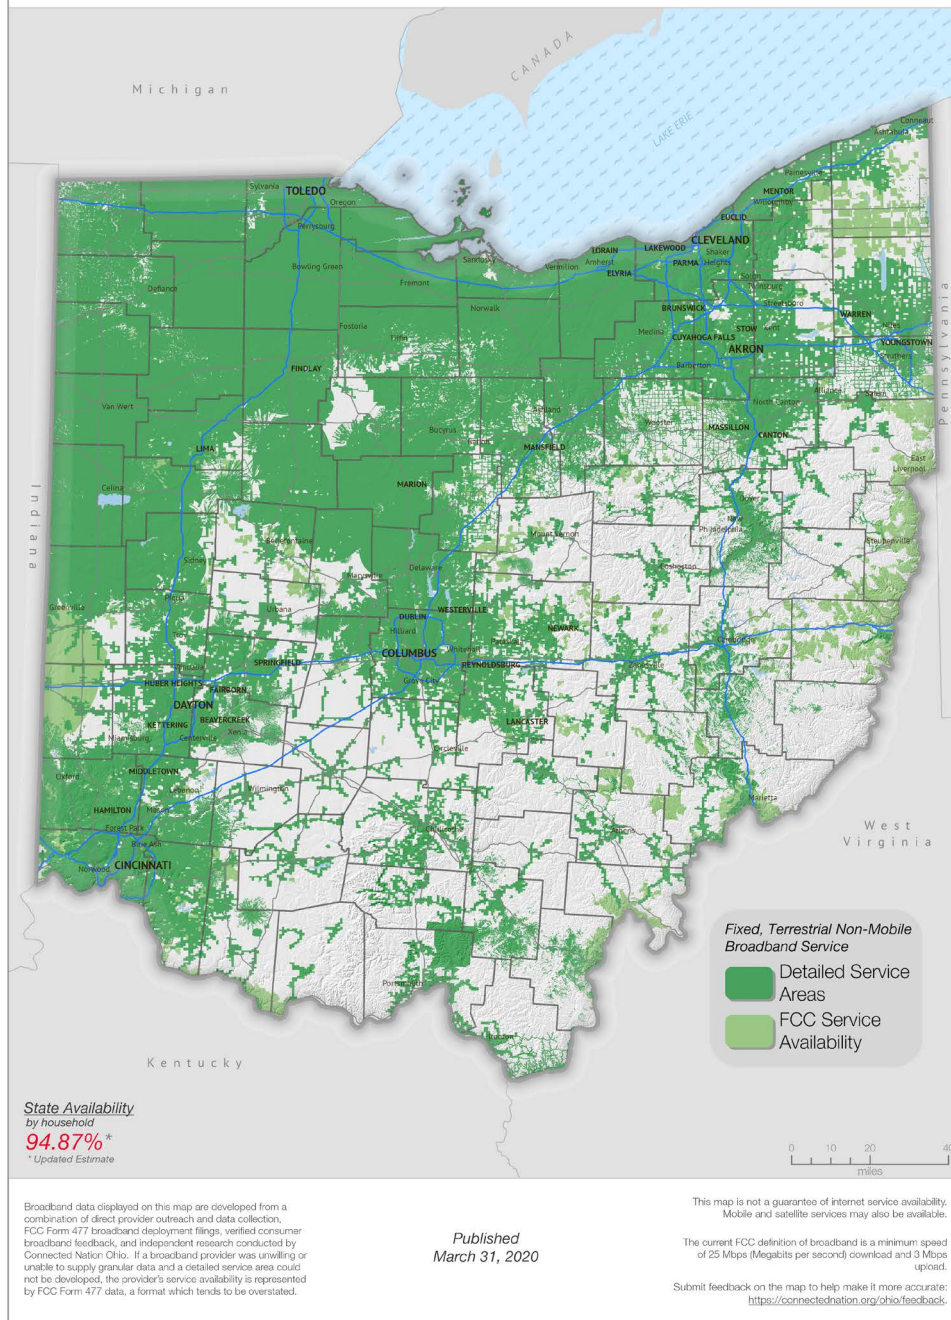 CANADA
Michigan
LAKE ERIE
Conneaut
Ashtabula
Painesville
MENTOR
Willoughby
EUCLID
CLEVELAND
Sylvania
TOLEDO
Oregon
Perrysburg
LORAIN
LAKEWOOD
Shaker
Heights
Amherst
PARMA
Sandusky
Vermilion
ELYRIA
Bowling Green
Solon
Twinsburg
Fremont
Defiance
Streetsboro
Norwalk
BRUNSWICK
WARREN
Niles
Fostoria
Medina
STOW
Kent
Tiffin
CUYAHOGA FALLS
YOUNGSTOWN
AKRON
Struthers
Pennsylvania
FINDLAY
Barberton
Alliance
Salem
Van Wert
North Canton
Ashland
Wooster
MASSILLON
Bucyrus
CANTON
Galion
LIMA
MANSFIELD
East
Liverpool
MARION
Celina
Dover
New
Philadelphia
Indiana
Mount Vernon
Bellefontaine
Steubenville
Sidney
Coshocton
Delaware
Marysville
Piqua
Greenville
Urbana
WESTERVILLE
DUBLIN
NEWARK
Hilliard
Troy
Cambridge
COLUMBUS
Whitehall
Pataskala
SPRINGFIELD
REYNOLDSBURG
Zanesville
Vandalia
Grove City
HUBER HEIGHTS
FAIRBORN
DAYTON
BEAVERCREEK
LANCASTER
KETTERING
Xenia
Miamisburg
Centerville
Circleville
MIDDLETOWN
Oxford
Lebanon
Wilmington
Marietta
HAMILTON
Mason
Forest Park
Chillicothe
Athens
West
Virginia
Blue Ash
Norwood
CINCINNATI
Portsmouth
Ironton
Kentucky
Fixed, Terrestrial Non-Mobile
Broadband Service
Detailed Service
Areas
FCC Service
Availability
State Availability
by household
94.87%*
* Updated Estimate
0 10 20 40
miles
Broadband data displayed on this map are developed from a
combination of direct provider outreach and data collection,
FCC Form 477 broadband deployment filings, verified consumer
broadband feedback, and independent research conducted by
Connected Nation Ohio. If a broadband provider was unwilling or
unable to supply granular data and a detailed service area could
not be developed, the provider's service availability is represented
by FCC Form 477 data, a format which tends to be overstated.
Published
March 31, 2020
This map is not a guarantee of internet service availability.
Mobile and satellite services may also be available.
The current FCC definition of broadband is a minimum speed
of 25 Mbps (Megabits per second) download and 3 Mbps
upload.
Submit feedback on the map to help make it more accurate:
https://connectednation.org/ohio/feedback.